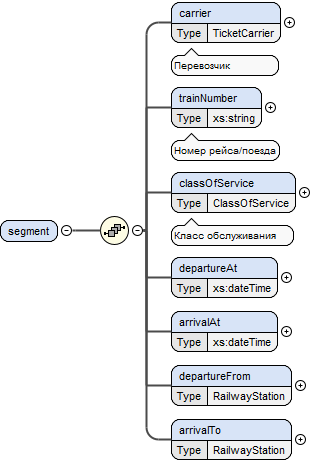 carrier
Type TicketCarrier
Перевозчик
trainNumber
Type xs:string
Номер рейса/поезда
classOfService
Type ClassOfService
Класс обслуживания
segment
departureAt
Type xs:dateTime
arrivalAt
Type xs:dateTime
departureFrom
Type RailwayStation
arrivalTo
Type RailwayStation